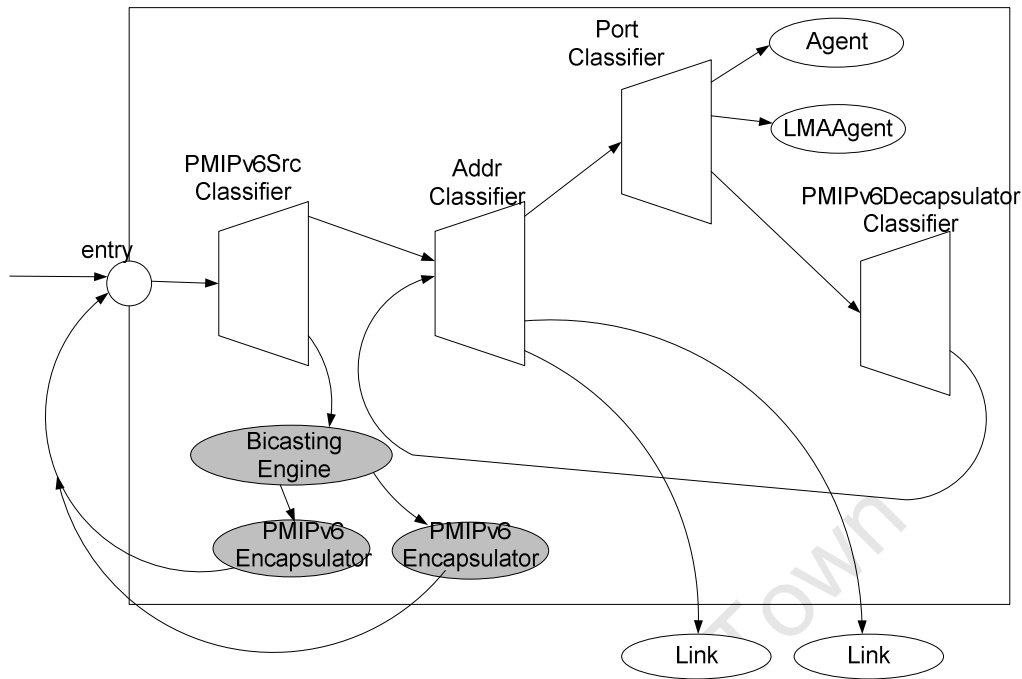 Port
Classifier
Agent
LMAAgent
PMIPv6Src
Classifier
Addr
Classifier
PMIPv6Decapsulator
Classifier
entry
Bicasting
Engine
PMIPv6
Encapsulator
PMIPv6
Encapsulator
Town
Link
Link